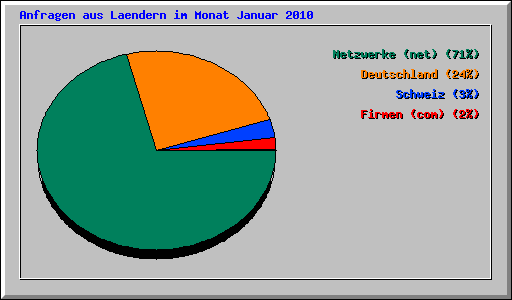 Anfragen aus Laendern im Monat Januar 2010
Netzwerke (net) (71%)
Deutschland (24%)
Schweiz (3%)
Firmen (com) (2%)